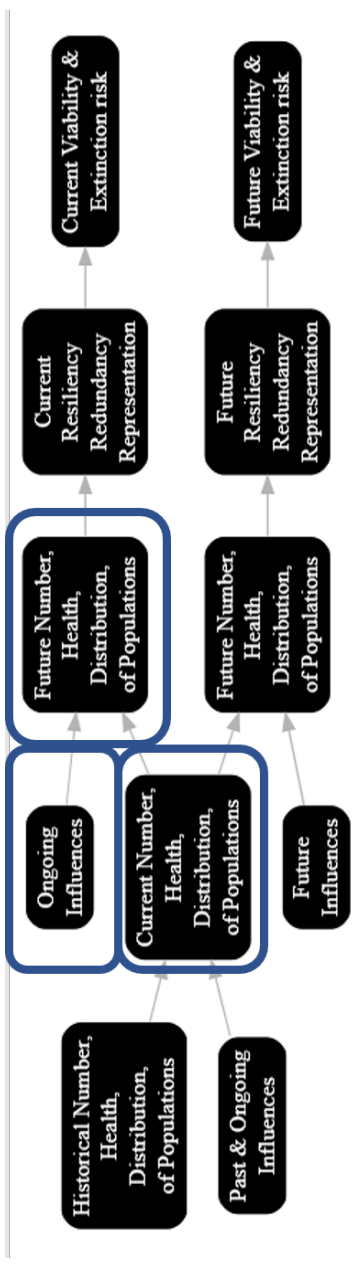 Historical Number,
Health,
Distribution,
of Populations
Past & Ongoing
Influences
Ongoing
Influences
Current Number,
Health,
Distribution,
of Populations
Future
Influences
Future Number,
Health,
Distribution,
of Populations
Future Number,
Health,
Distribution,
of Populations
Current
Resiliency
Redundancy
Representation
Future
Resiliency
Redundancy
Representation
Current Viability &
Extinction risk
Future Viability &
Extinction risk